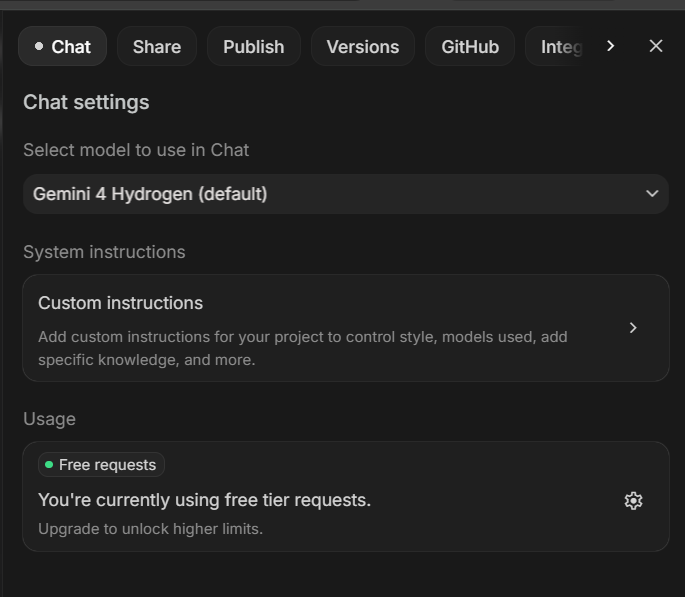 Chat Share Publish Versions GitHub Integ
Chat settings
Select model to use in Chat
Gemini 4 Hydrogen (default)
System instructions
Custom instructions
Add custom instructions for your project to control style, models used, add
specific knowledge, and more.
Usage
Free requests
You're currently using free tier requests.
Upgrade to unlock higher limits.